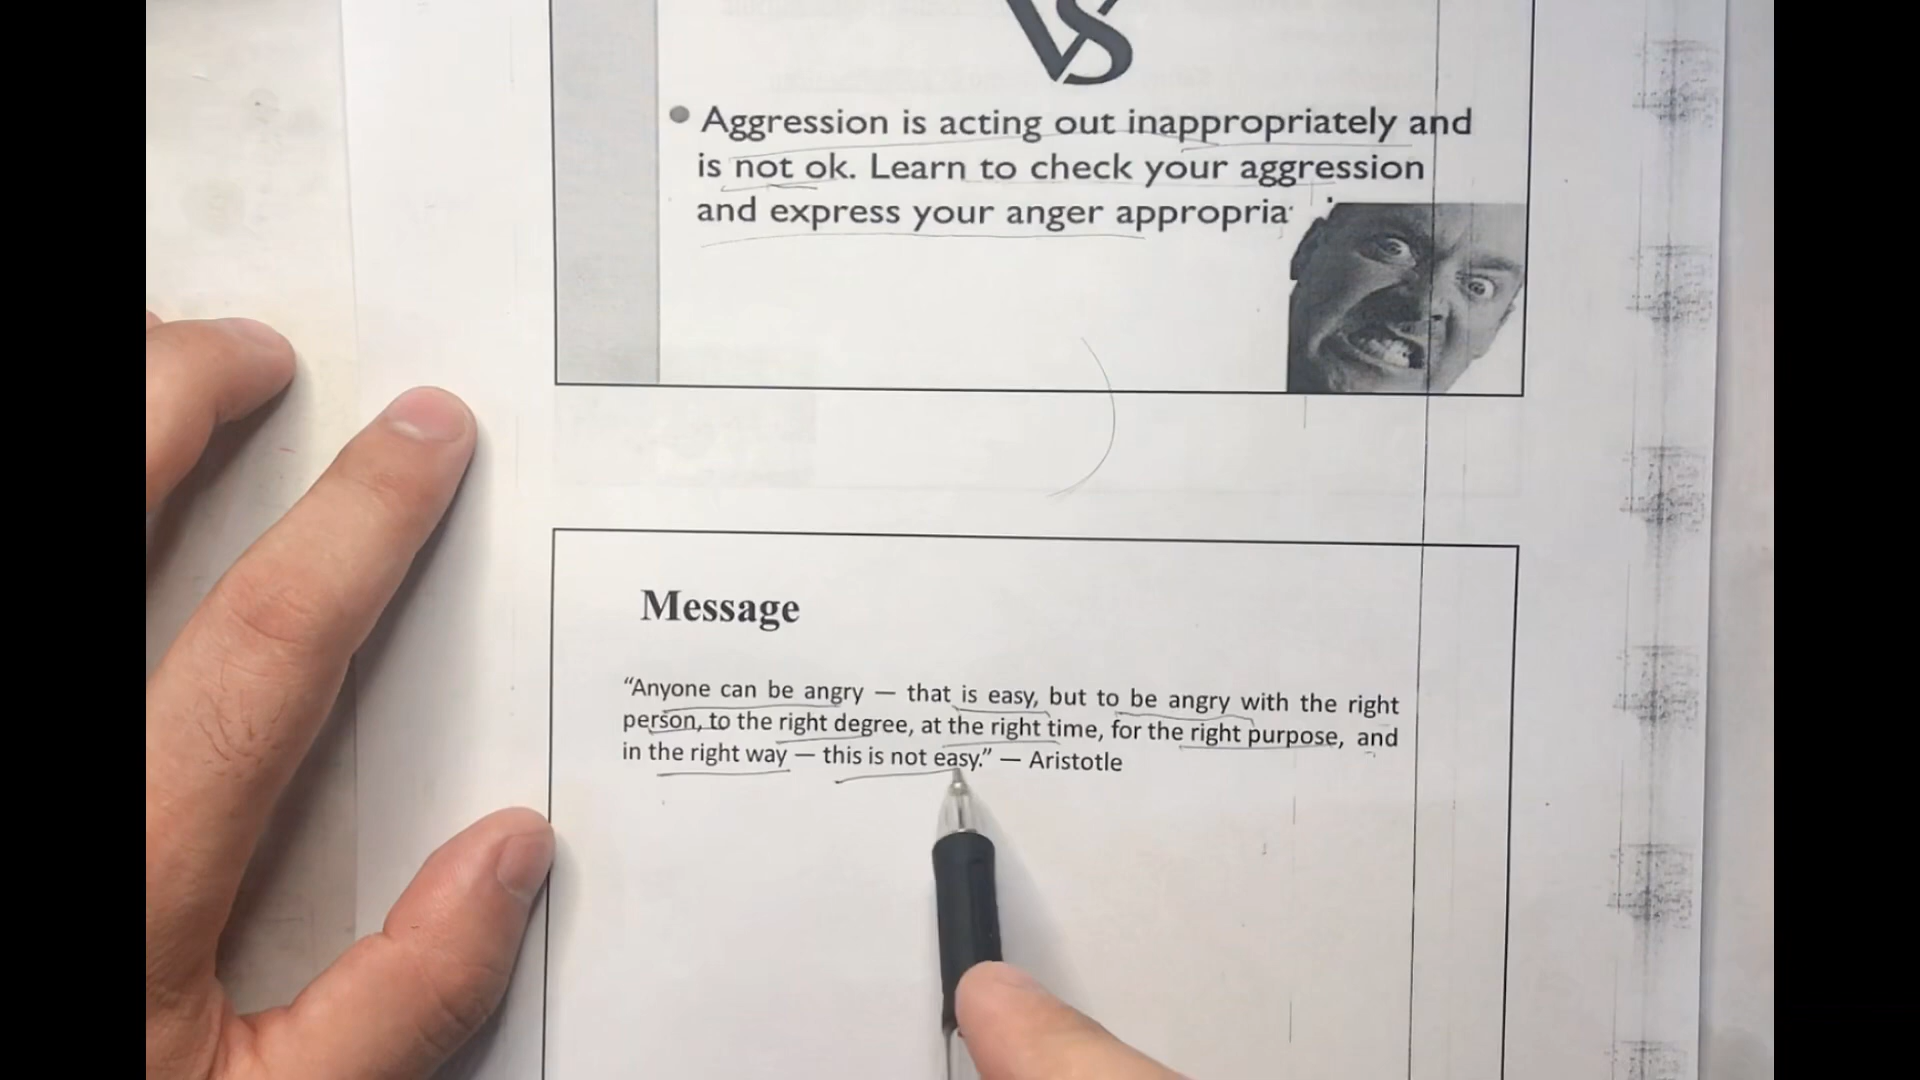 VS
• Aggression is acting out inappropriately and
is not ok. Learn to check your aggression
and express your anger appropria
Message
“Anyone can be angry — that is easy, but to be angry with the right
person, to the right degree, at the right time, for the right purpose, and
in the right way — this is not easy.” — Aristotle